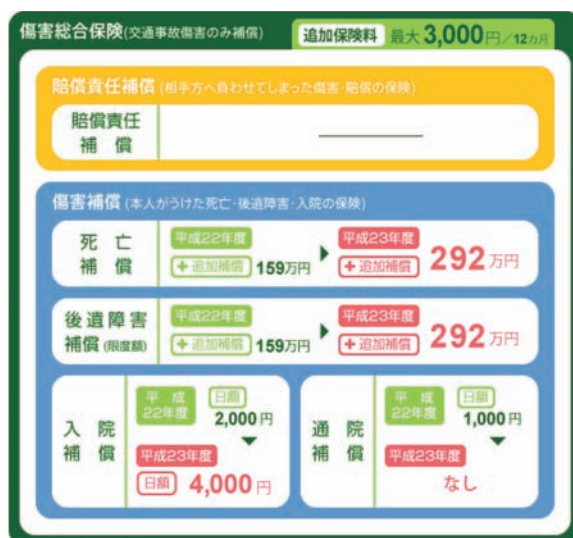 傷害総合保険(交通事故傷害のみ補償) 追加保険料 最大3,000円/12カ月
賠償責任補償(相手方へ負わせてしまった傷害・賠償の保険)
賠償責任
補償
傷害補償(本人がうけた死亡・後遺障害・入院の保険)
死亡
補償
平成22年度
+追加補償 159万円
平成23年度
+追加補償 292万円
後遺障害
補償(限度額)
平成22年度
+追加補償 159万円
平成23年度
+追加補償 292万円
入院
補償
平成
22年度
日額
2,000円
平成23年度
日額 4,000円
通院
補償
平成
22年度
日額
1,000円
平成23年度
なし